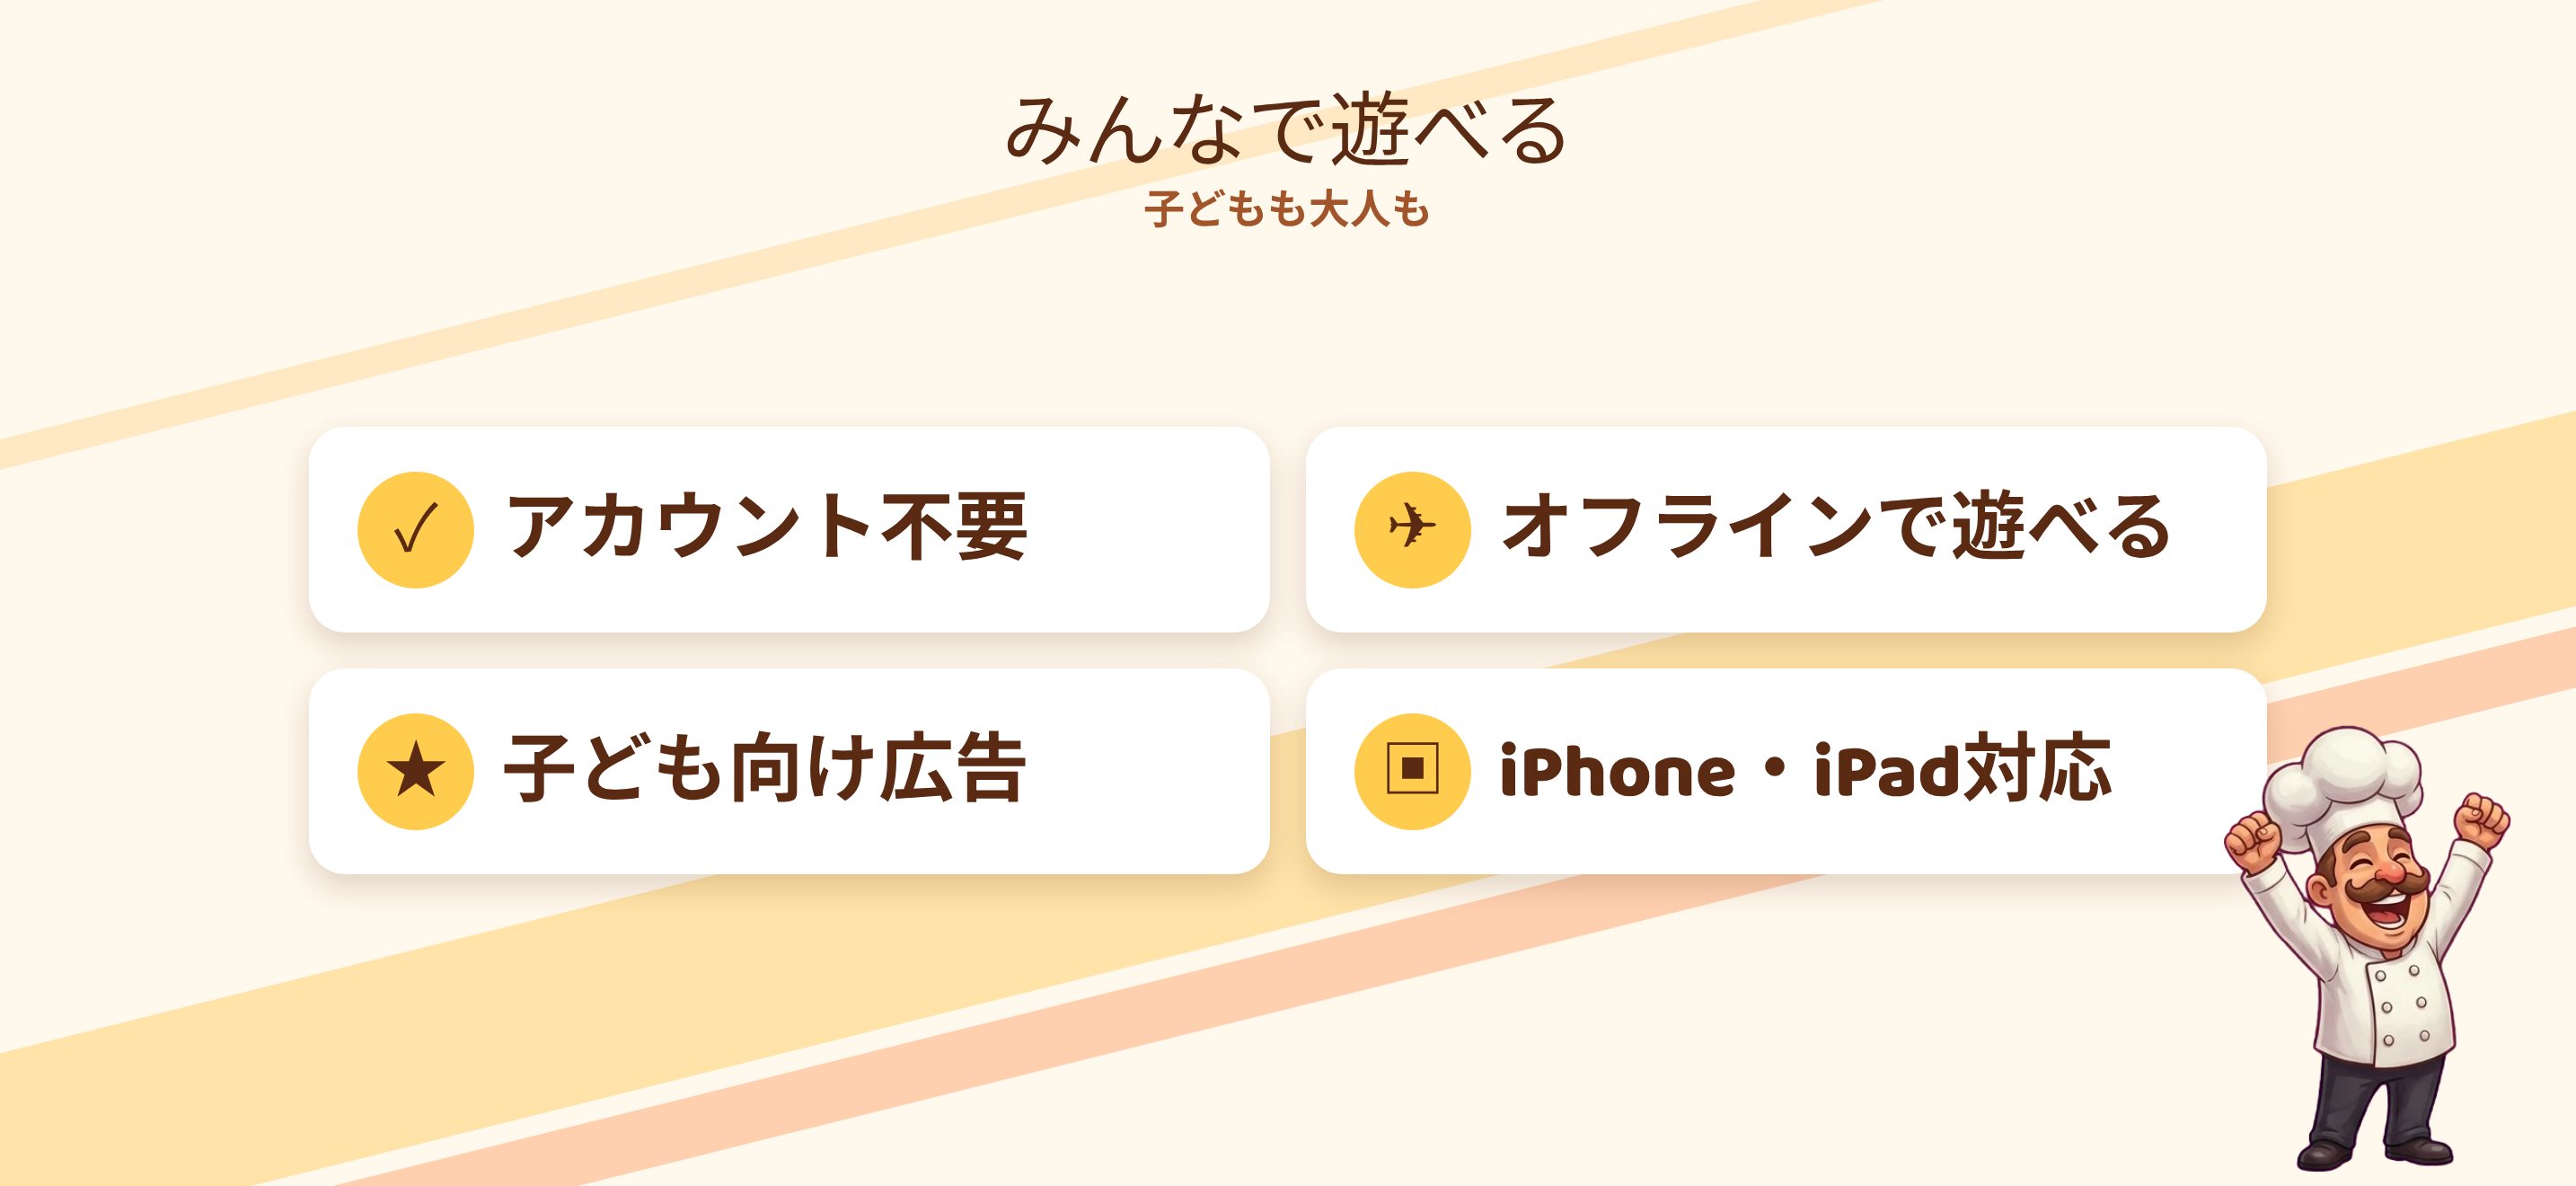 みんなで遊べる
子どもも大人も
✓ アカウント不要
✈ オフラインで遊べる
★ 子ども向け広告
▣ iPhone・iPad対応